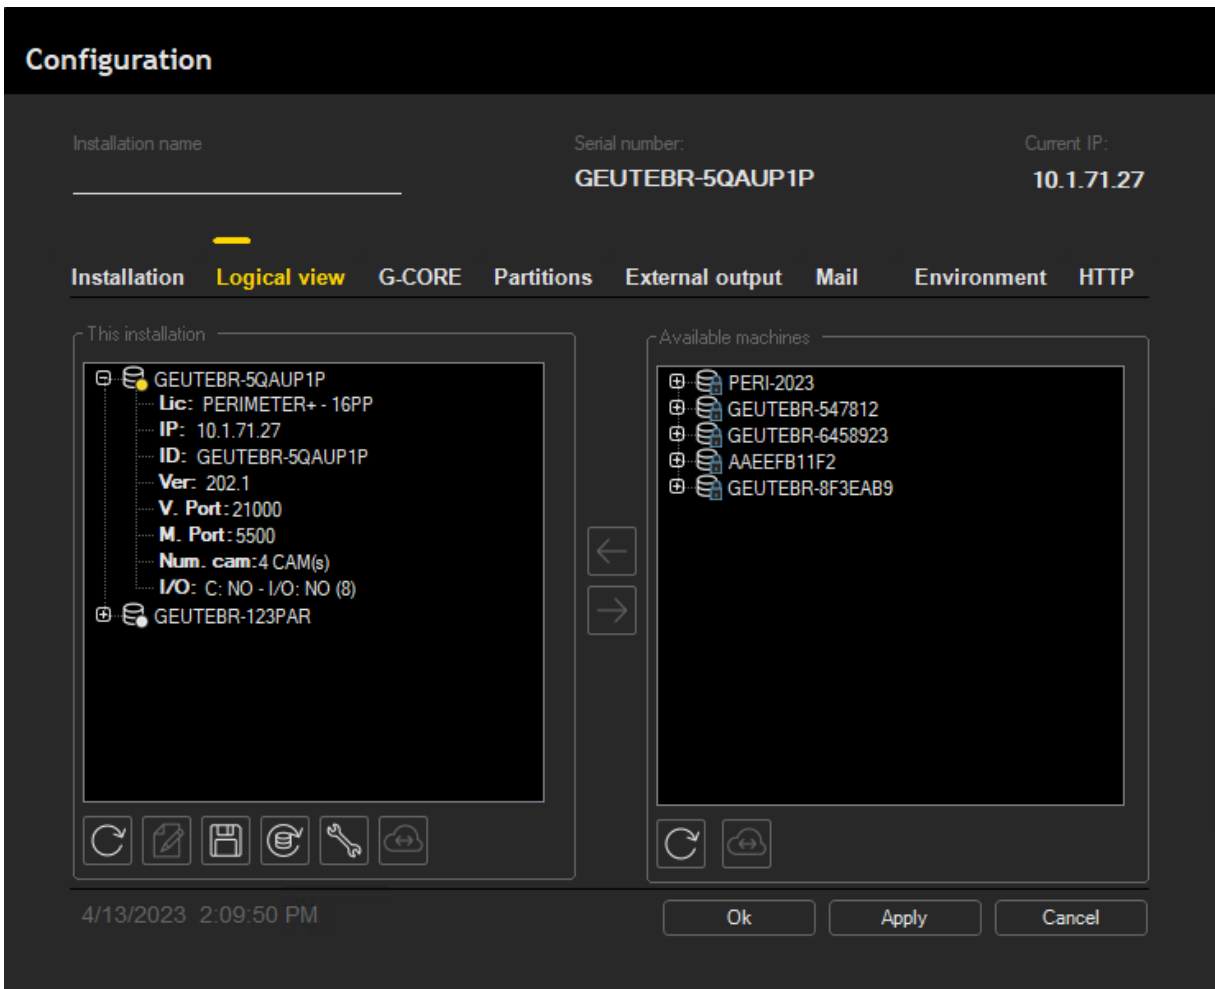 Configuration
Installation name
Serial number:
Current IP:
GEUTEBR-5QAUP1P
10.1.71.27
Installation Logical view G-CORE Partitions External output Mail Environment HTTP
This installation
GEUTEBR-5QAUP1P
Lic: PERIMETER+ - 16PP
IP: 10.1.71.27
ID: GEUTEBR-5QAUP1P
Ver: 202.1
V. Port: 21000
M. Port: 5500
Num. cam: 4 CAM(s)
I/O: C: NO - I/O: NO (8)
GEUTEBR-123PAR
Available machines
PERI-2023
GEUTEBR-547812
GEUTEBR-6458923
AAEEFB11F2
GEUTEBR-8F3EAB9
4/13/2023 2:09:50 PM
Ok Apply Cancel